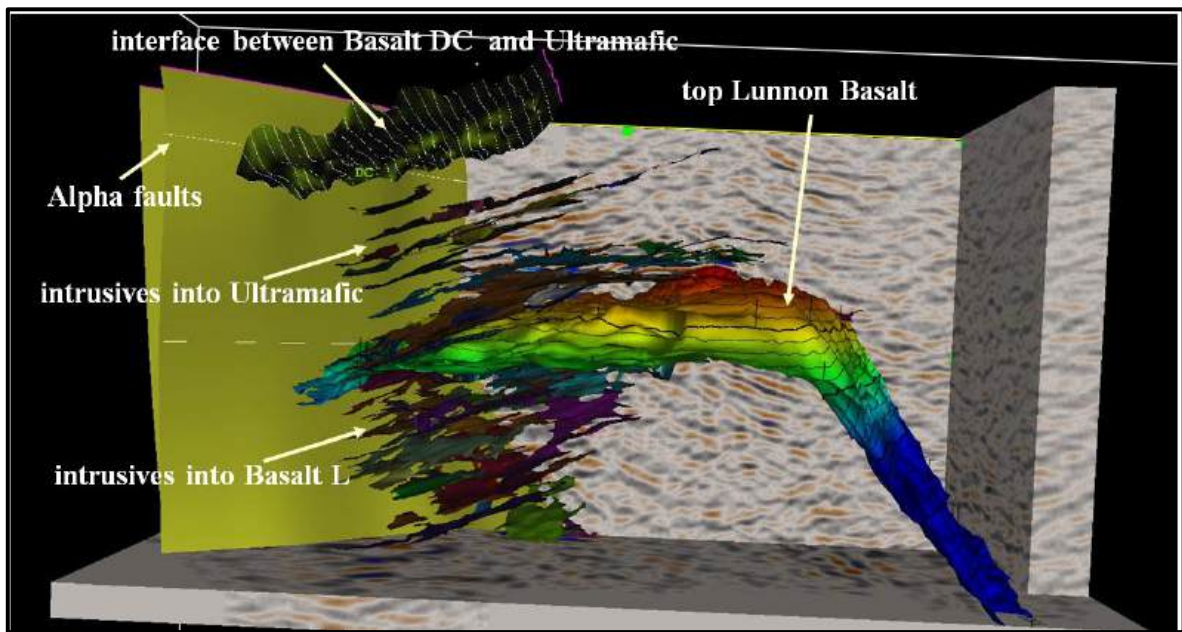 interface between Basalt DC and Ultramafic
top Lunnon Basalt
DC
Alpha faults
intrusives into Ultramafic
intrusives into Basalt L